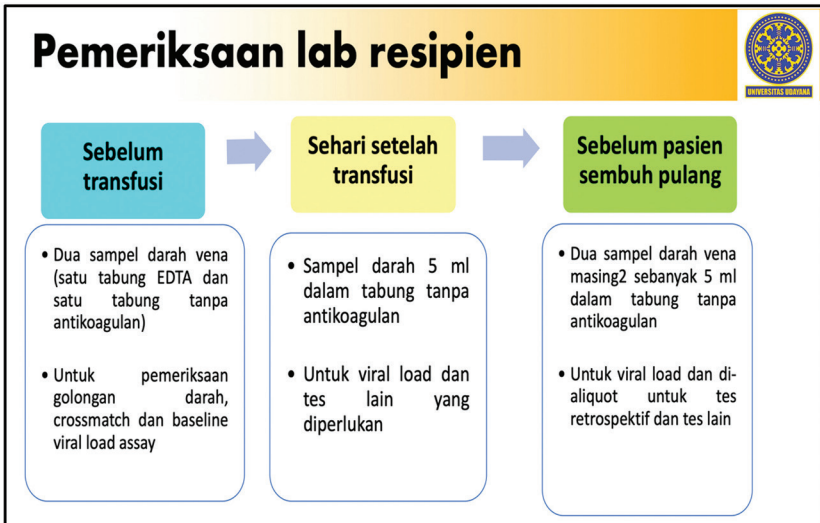 Pemeriksaan lab resipien
UNIVERSITAS UDAYANA
Sebelum
transfusi
Sehari setelah
transfusi
Sebelum pasien
sembuh pulang
• Dua sampel darah vena
(satu tabung EDTA dan
satu tabung tanpa
antikoagulan)
• Untuk pemeriksaan
golongan darah,
crossmatch dan baseline
viral load assay
• Sampel darah 5 ml
dalam tabung tanpa
antikoagulan
• Untuk viral load dan
tes lain yang
diperlukan
• Dua sampel darah vena
masing2 sebanyak 5 ml
dalam tabung tanpa
antikoagulan
• Untuk viral load dan di-
aliquot untuk tes
retrospektif dan tes lain